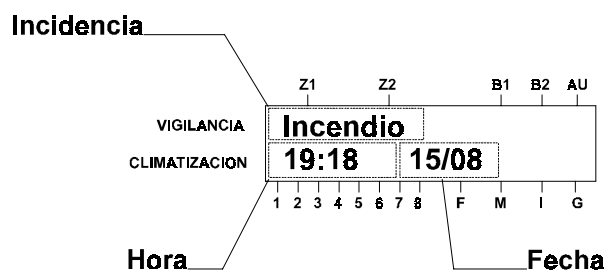 Incidencia
Z1 Z2 B1 B2 AU
VIGILANCIA Incendio
CLIMATIZACION 19:18 15/08
1 2 3 4 5 6 7 8 F M I G
Hora Fecha